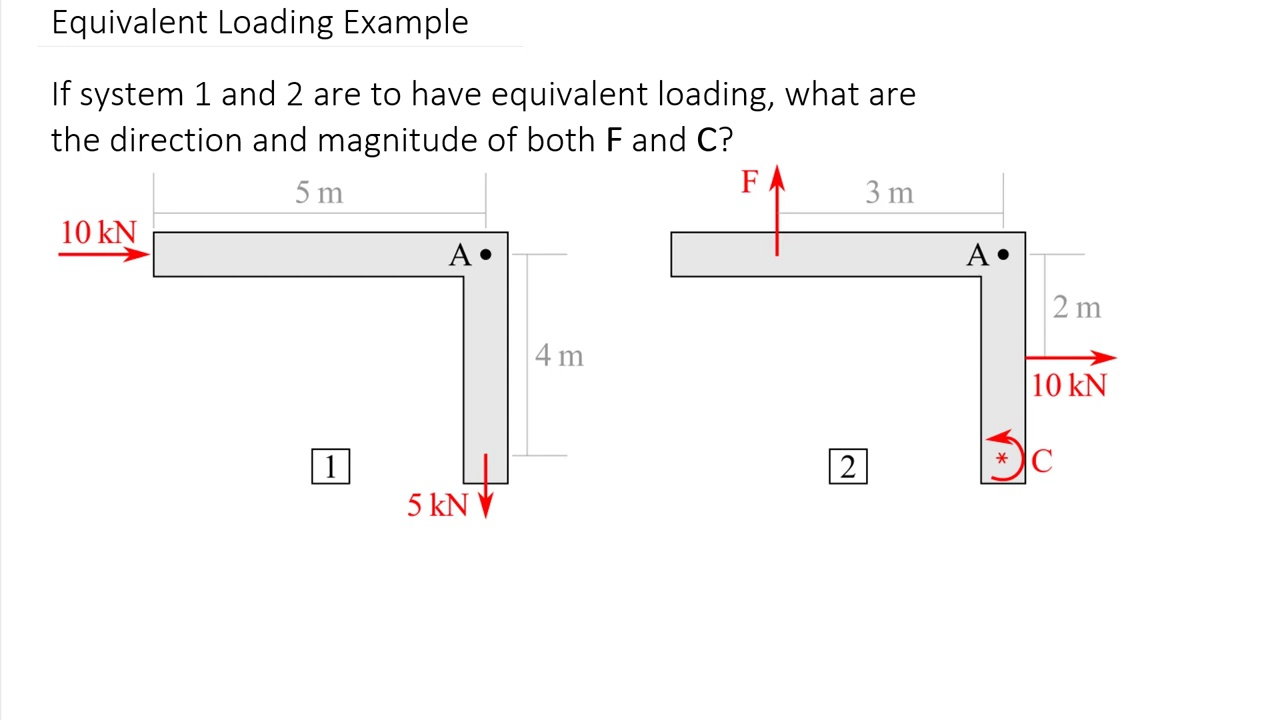 Equivalent Loading Example
If system 1 and 2 are to have equivalent loading, what are
the direction and magnitude of both F and C?
5 m
10 kN
A
4 m
1
5 kN
F
3 m
A
2 m
10 kN
2
* C